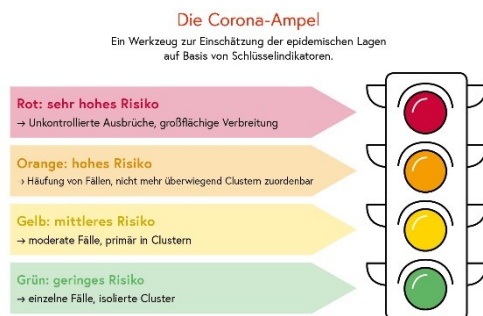 Die Corona-Ampel
Ein Werkzeug zur Einschätzung der epidemischen Lagen
auf Basis von Schlüsselindikatoren.
Rot: sehr hohes Risiko
→ Unkontrollierte Ausbrüche, großflächige Verbreitung
Orange: hohes Risiko
→ Häufung von Fällen, nicht mehr überwiegend Clustern zuordenbar
Gelb: mittleres Risiko
→ moderate Fälle, primär in Clustern
Grün: geringes Risiko
→ einzelne Fälle, isolierte Cluster